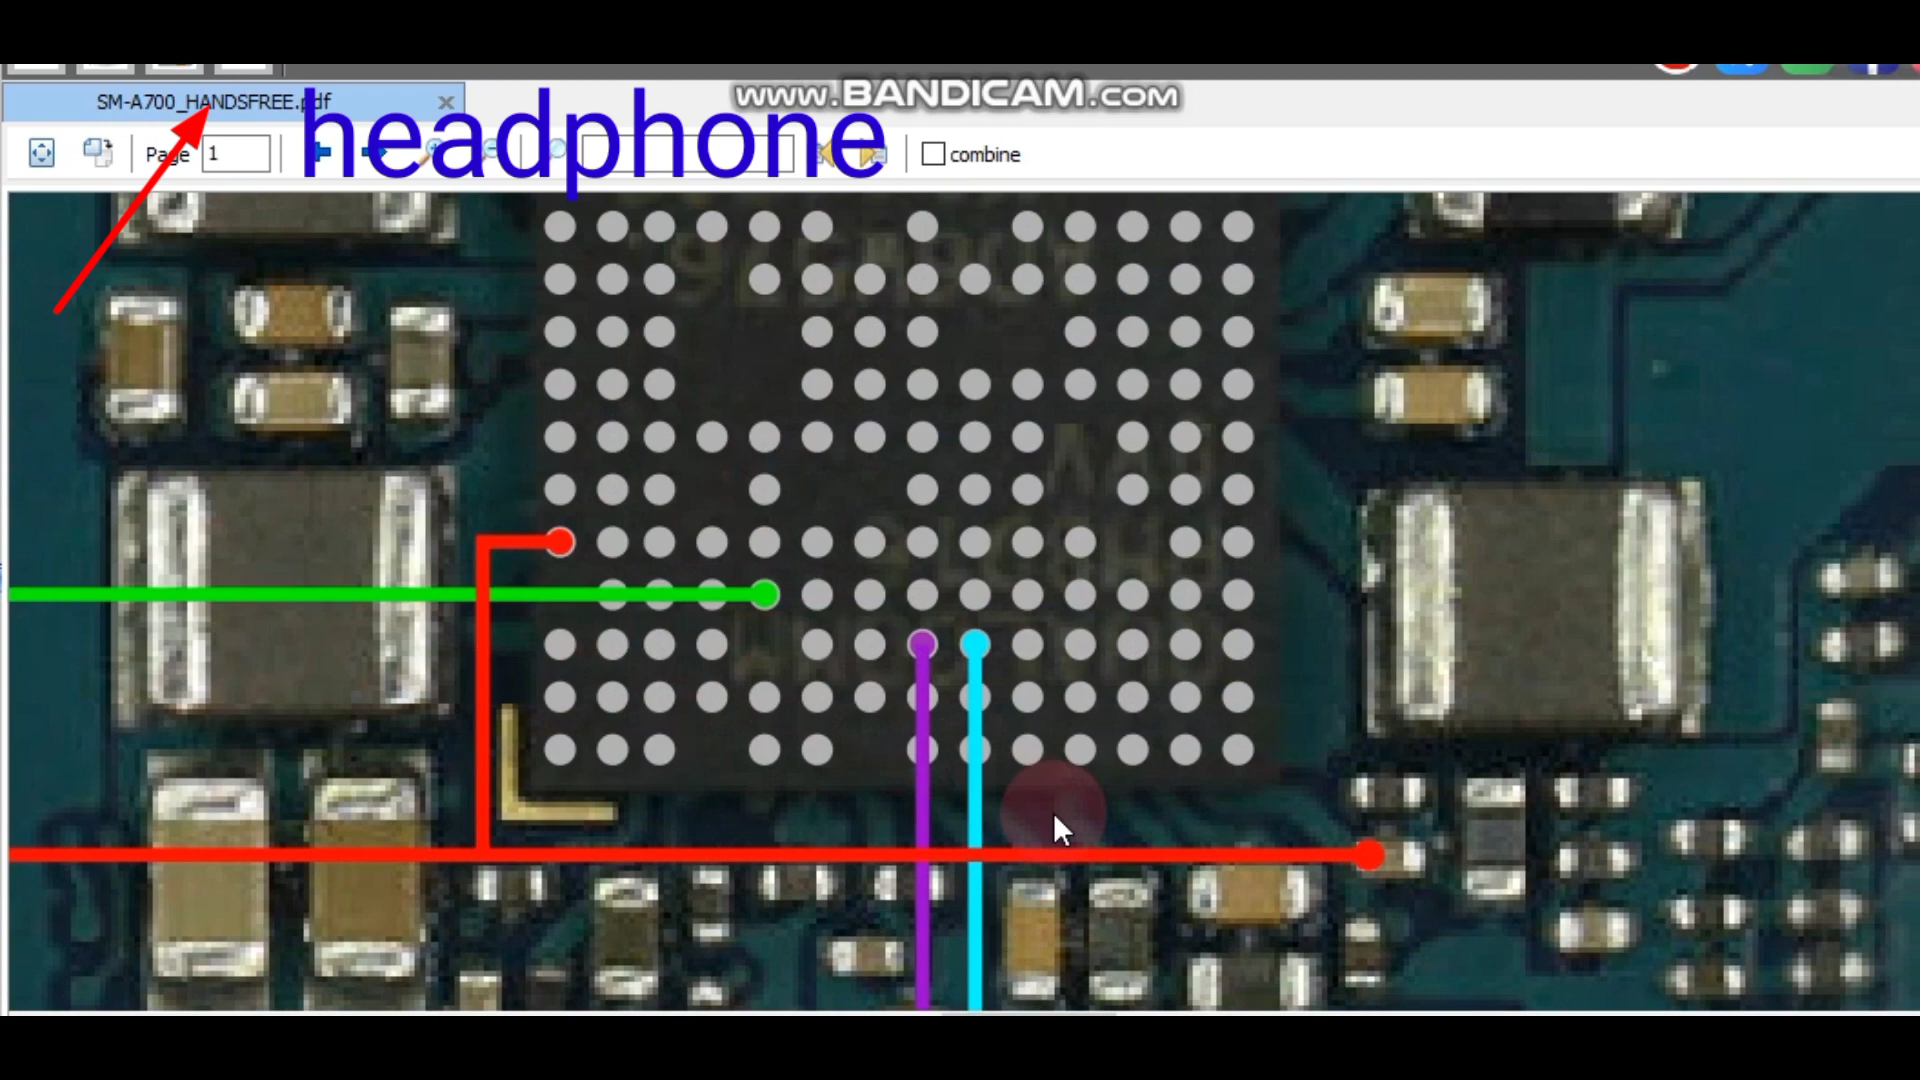 www.BANDICAM.com
SM-A700_HANDSFREE.pdf
headphone
Page 1
combine